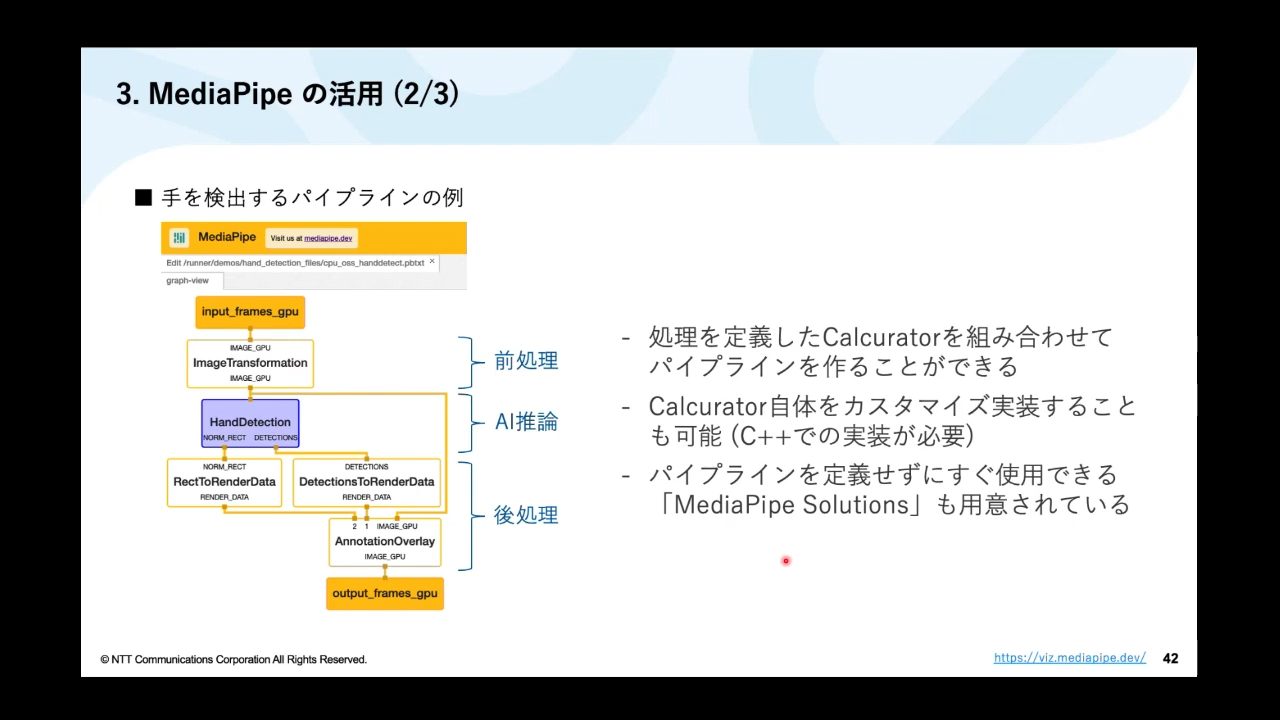 3. MediaPipe の活用 (2/3)
■ 手を検出するパイプラインの例
MediaPipe
Visit us at mediapipe.dev
Edit /runner/demos/hand_detection_files/cpu_oss_handdetect.pbtxt ×
graph-view
input_frames_gpu
IMAGE_GPU
ImageTransformation
IMAGE_GPU
HandDetection
NORM_RECT DETECTIONS
NORM_RECT
RectToRenderData
RENDER_DATA
DETECTIONS
DetectionsToRenderData
RENDER_DATA
2 1 IMAGE_GPU
AnnotationOverlay
IMAGE_GPU
output_frames_gpu
前処理
AI推論
後処理
- 処理を定義したCalcuratorを組み合わせて
パイプラインを作ることができる
- Calcurator自体をカスタマイズ実装すること
も可能 (C++での実装が必要)
- パイプラインを定義せずにすぐ使用できる
「MediaPipe Solutions」も用意されている
© NTT Communications Corporation All Rights Reserved.
https://viz.mediapipe.dev/
42